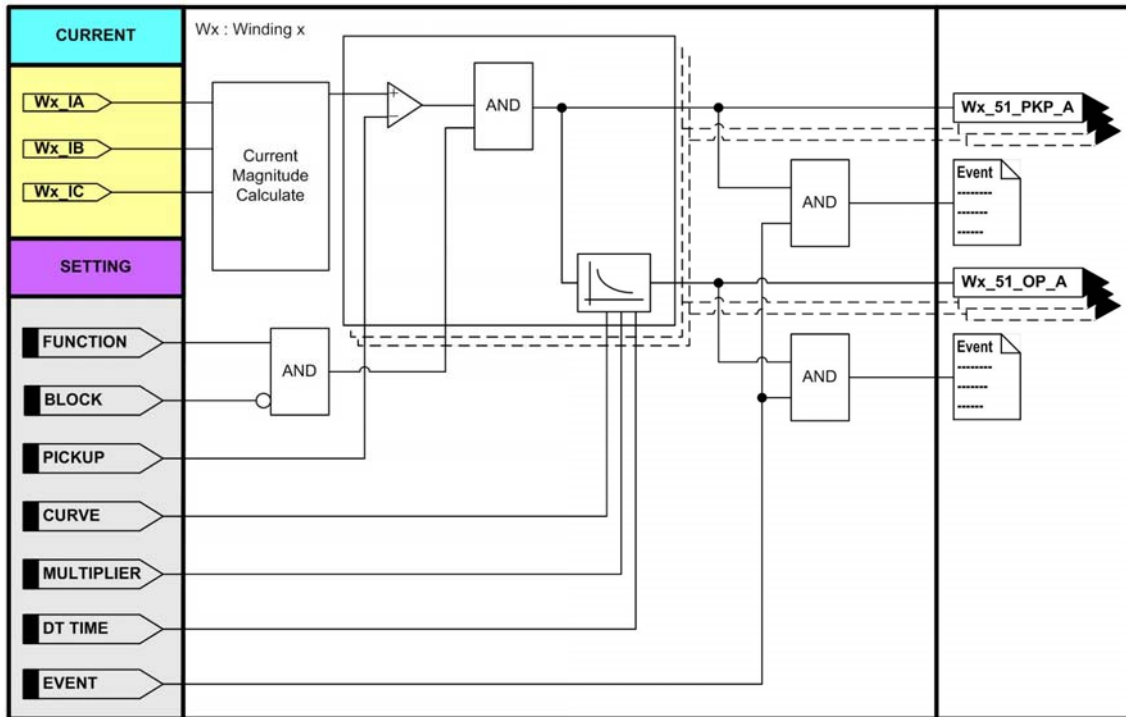 CURRENT
Wx : Winding x
Wx_IA
Wx_IB
Wx_IC
Current
Magnitude
Calculate
+
−
AND
Wx_51_PKP_A
AND
Event
--------
-------
------
SETTING
Wx_51_OP_A
FUNCTION
AND
BLOCK
AND
Event
--------
-------
------
PICKUP
CURVE
MULTIPLIER
DT TIME
EVENT